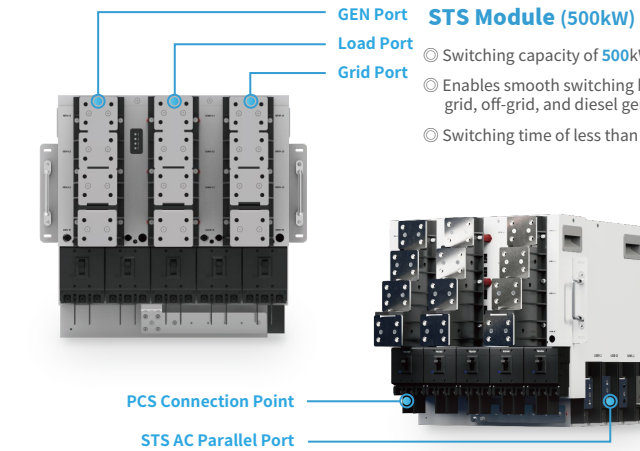 GEN Port
Load Port
Grid Port
STS Module (500kW)
◎ Switching capacity of 500k
◎ Enables smooth switching
grid, off-grid, and diesel ge
◎ Switching time of less than
PCS Connection Point
STS AC Parallel Port